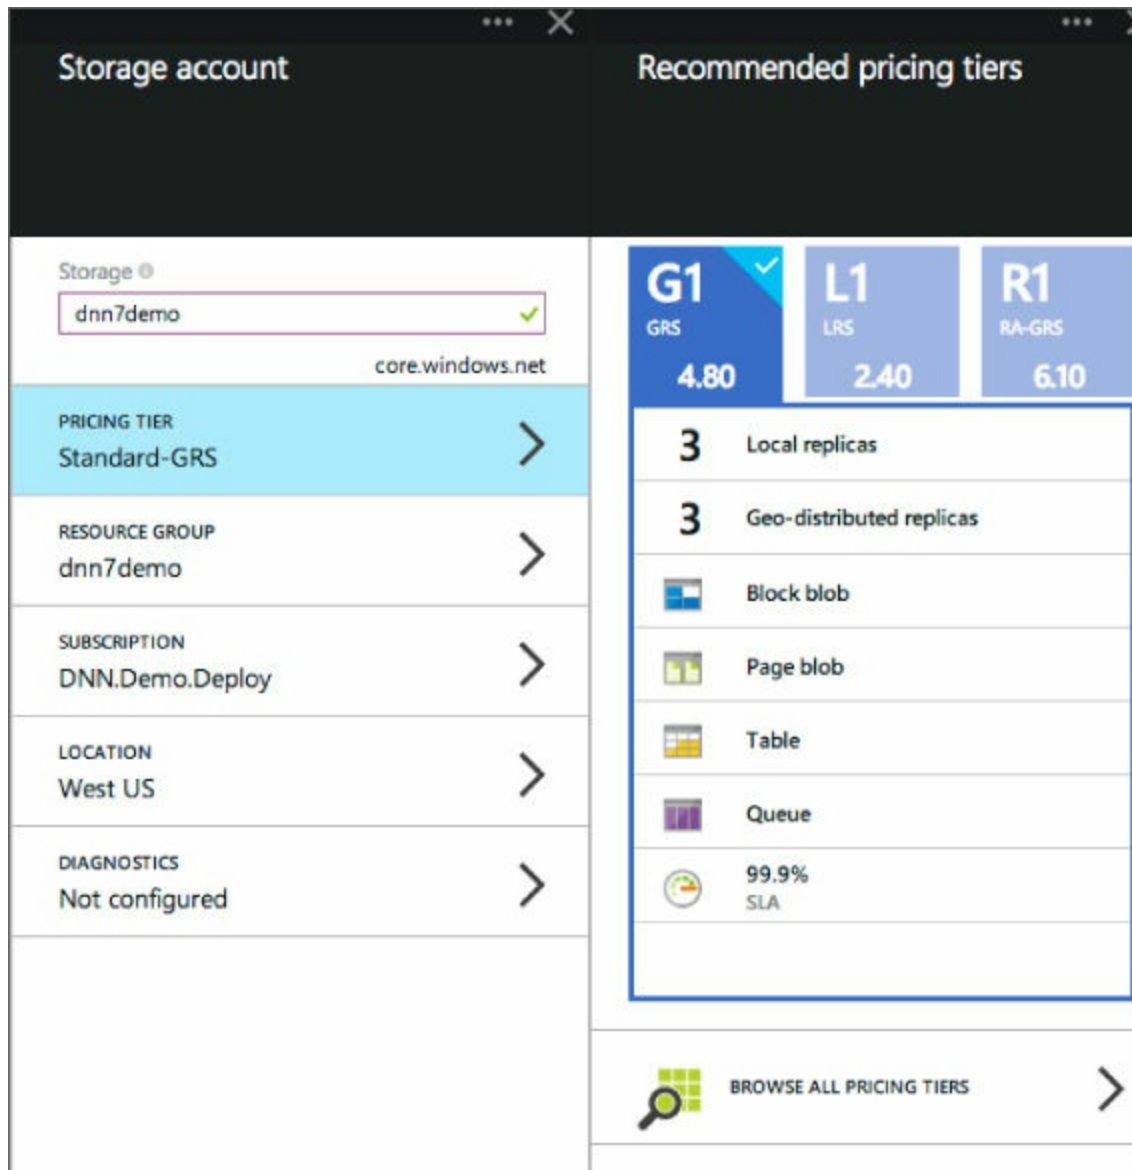 Storage account
Storage
dnn7demo
core.windows.net
PRICING TIER
Standard-GRS
RESOURCE GROUP
dnn7demo
SUBSCRIPTION
DNN.Demo.Deploy
LOCATION
West US
DIAGNOSTICS
Not configured
Recommended pricing tiers
G1
GRS
4.80
L1
LRS
2.40
R1
RA-GRS
6.10
3 Local replicas
3 Geo-distributed replicas
Block blob
Page blob
Table
Queue
99.9%
SLA
BROWSE ALL PRICING TIERS